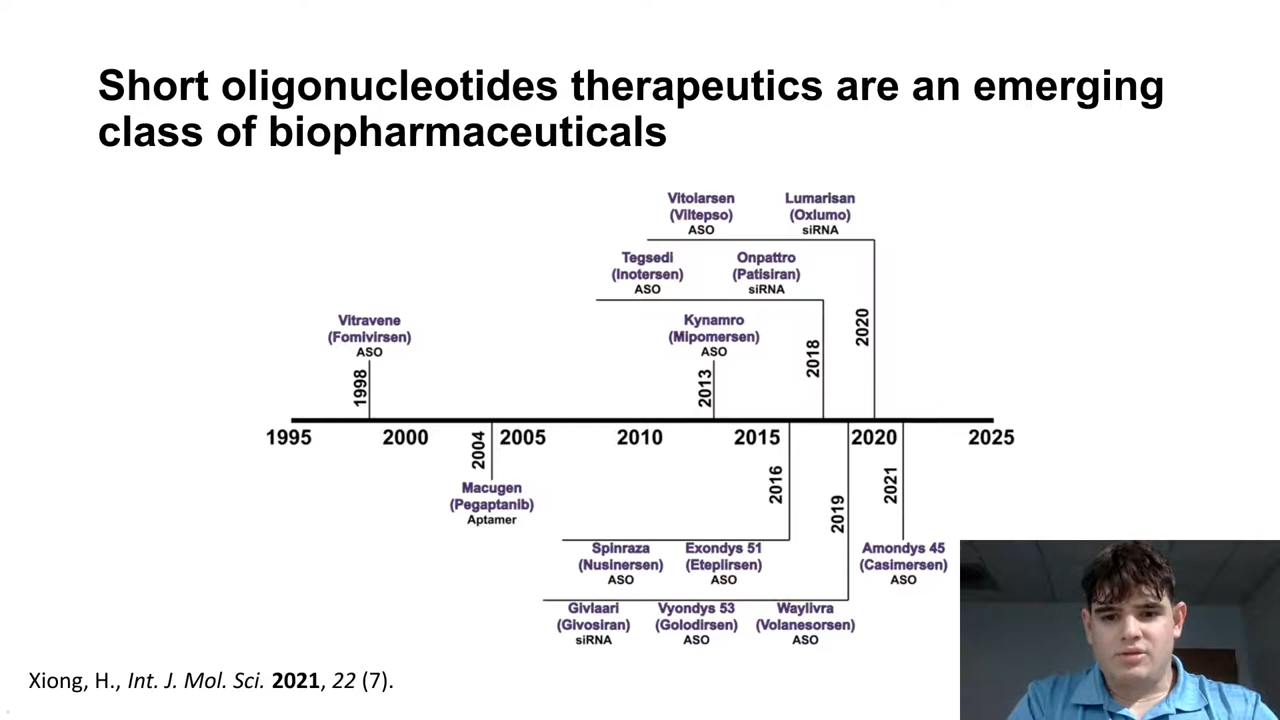 Short oligonucleotides therapeutics are an emerging
class of biopharmaceuticals
Vitolarsen
(Viltepso)
ASO
Lumarisan
(Oxlumo)
siRNA
Tegsedi
(Inotersen)
ASO
Onpattro
(Patisiran)
siRNA
Vitravene
(Fomivirsen)
ASO
Kynamro
(Mipomersen)
ASO
1998
2013
2018
2020
1995
2000
2005
2010
2015
2020
2025
2004
2016
2019
2021
Macugen
(Pegaptanib)
Aptamer
Spinraza
(Nusinersen)
ASO
Exondys 51
(Eteplirsen)
ASO
Amondys 45
(Casimersen)
ASO
Givlaari
(Givosiran)
siRNA
Vyondys 53
(Golodirsen)
ASO
Waylivra
(Volanesorsen)
ASO
Xiong, H., Int. J. Mol. Sci. 2021, 22 (7).